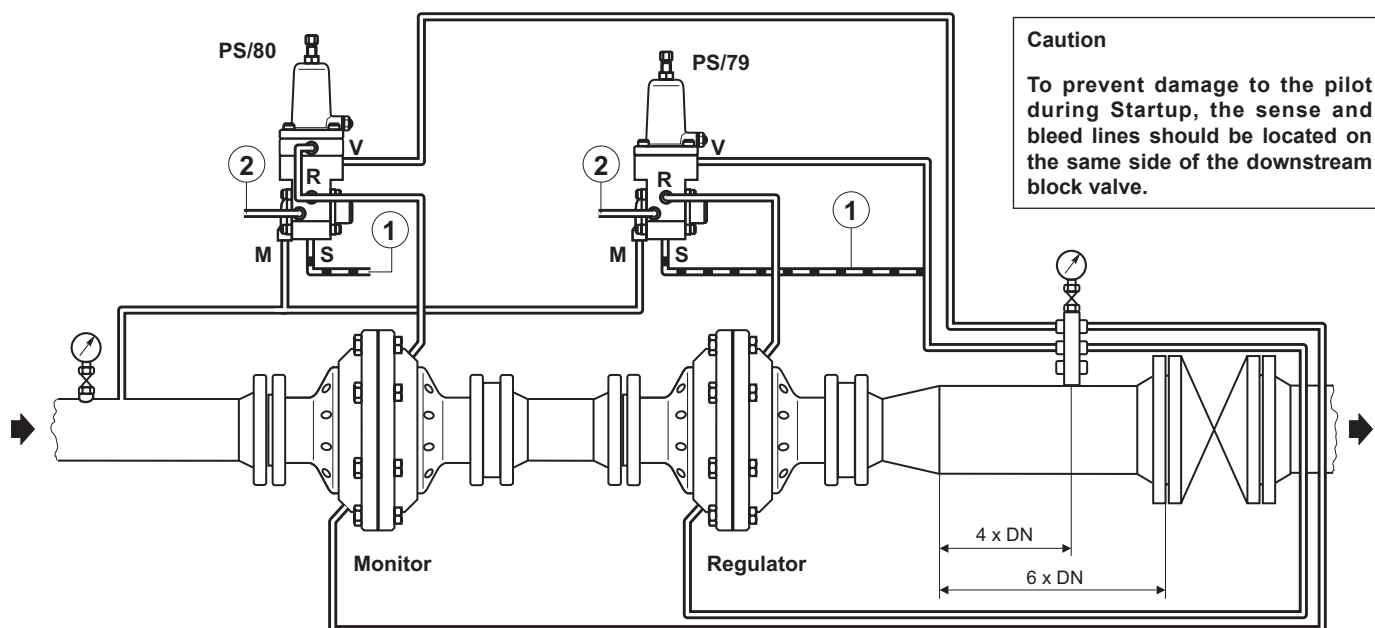 PS/80
PS/79
Caution
To prevent damage to the pilot
during Startup, the sense and
bleed lines should be located on
the same side of the downstream
block valve.
V
V
2
R
2
R
1
1
M
S
M
S
Monitor
Regulator
4 x DN
6 x DN